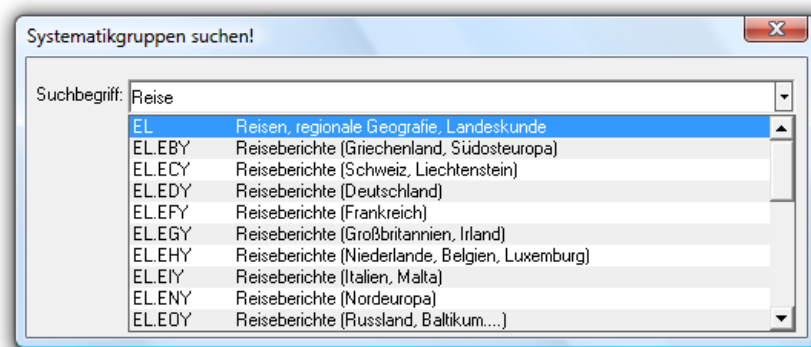 Systematikgruppen suchen!
Suchbegriff: Reise
EL Reisen, regionale Geografie, Landeskunde
EL.EBY Reiseberichte (Griechenland, Südosteuropa)
EL.ECY Reiseberichte (Schweiz, Liechtenstein)
EL.EDY Reiseberichte (Deutschland)
EL.EFY Reiseberichte (Frankreich)
EL.EGY Reiseberichte (Großbritannien, Irland)
EL.EHY Reiseberichte (Niederlande, Belgien, Luxemburg)
EL.EIY Reiseberichte (Italien, Malta)
EL.ENY Reiseberichte (Nordeuropa)
EL.EOY Reiseberichte (Russland, Baltikum....)